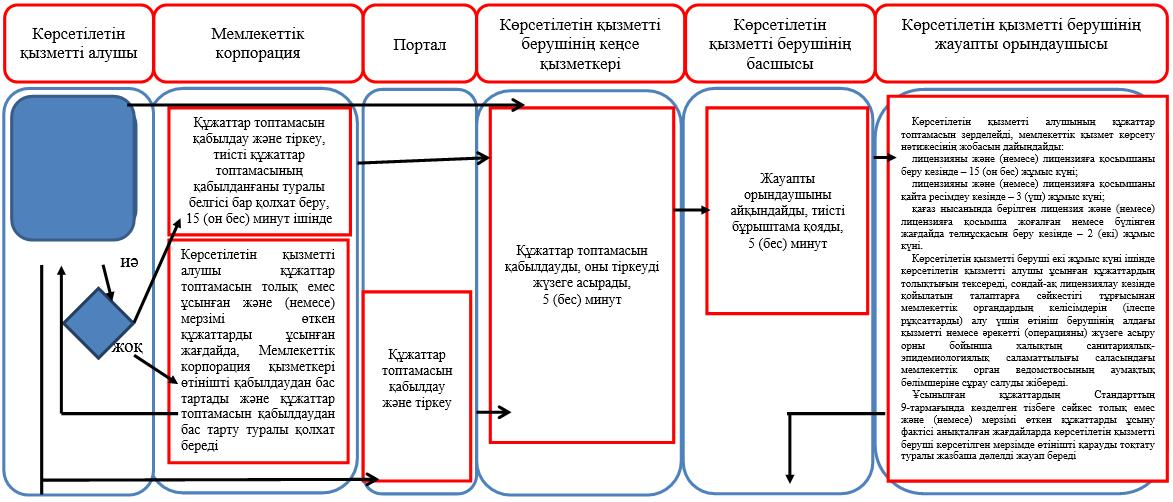 Көрсетілетін
қызметті алушы
Мемлекеттік
корпорация
Портал
Көрсетілетін қызметті
берушінің кеңсе
қызметкері
Көрсетілетін
қызметті берушінің
басшысы
Көрсетілетін қызметті берушінің
жауапты орындаушысы
иә
жоқ
Құжаттар топтамасын
қабылдау және тіркеу,
тиісті құжаттар
топтамасының
қабылданғаны туралы
белгісі бар қолхат беру,
15 (он бес) минут ішінде
Көрсетілетін қызметті
алушы құжаттар
топтамасын толық емес
ұсынған және (немесе)
мерзімі өткен
құжаттарды ұсынған
жағдайда, Мемлекеттік
корпорация қызметкері
өтінішті қабылдаудан бас
тартады және құжаттар
топтамасын қабылдаудан
бас тарту туралы қолхат
береді
Құжаттар
топтамасын
қабылдау
және тіркеу
Құжаттар топтамасын
қабылдауды, оны тіркеуді
жүзеге асырады,
5 (бес) минут
Жауапты
орындаушыны
айқындайды, тиісті
бұрыштама қояды,
5 (бес) минут
Көрсетілетін қызметті алушының құжаттар
топтамасын зерделейді, мемлекеттік қызмет көрсету
нәтижесінің жобасын дайындайды:
лицензияны және (немесе) лицензияға қосымшаны
беру кезінде – 15 (он бес) жұмыс күні;
лицензияны және (немесе) лицензияға қосымшаны
қайта ресімдеу кезінде – 3 (үш) жұмыс күні;
қағаз нысанында берілген лицензия және (немесе)
лицензияға қосымша жоғалған немесе бүлінген
жағдайда телнұсқасын беру кезінде – 2 (екі) жұмыс
күні.
Көрсетілетін қызметті беруші екі жұмыс күні ішінде
көрсетілетін қызметті алушы ұсынған құжаттардың
толықтығын тексереді, сондай-ақ лицензиялау кезінде
қойылатын талаптарға сәйкестігі тұрғысынан
мемлекеттік органдардың келісімдерін (ілеспе
рұқсаттарды) алу үшін өтініш берушінің алдағы
қызметті немесе әрекетті (операцияны) жүзеге асыру
орны бойынша халықтың санитариялық-
эпидемиологиялық саламаттылығы саласындағы
мемлекеттік орган ведомствосының аумақтық
бөлімшеріне сұрау салуды жібереді.
Ұсынылған құжаттардың Стандарттың
9-тармағында көзделген тізбеге сәйкес толық емес
және (немесе) мерзімі өткен құжаттарды ұсыну
фактісі анықталған жағдайларда көрсетілетін қызметті
беруші көрсетілген мерзімде өтінішті қарауды тоқтату
туралы жазбаша дәлелді жауап береді